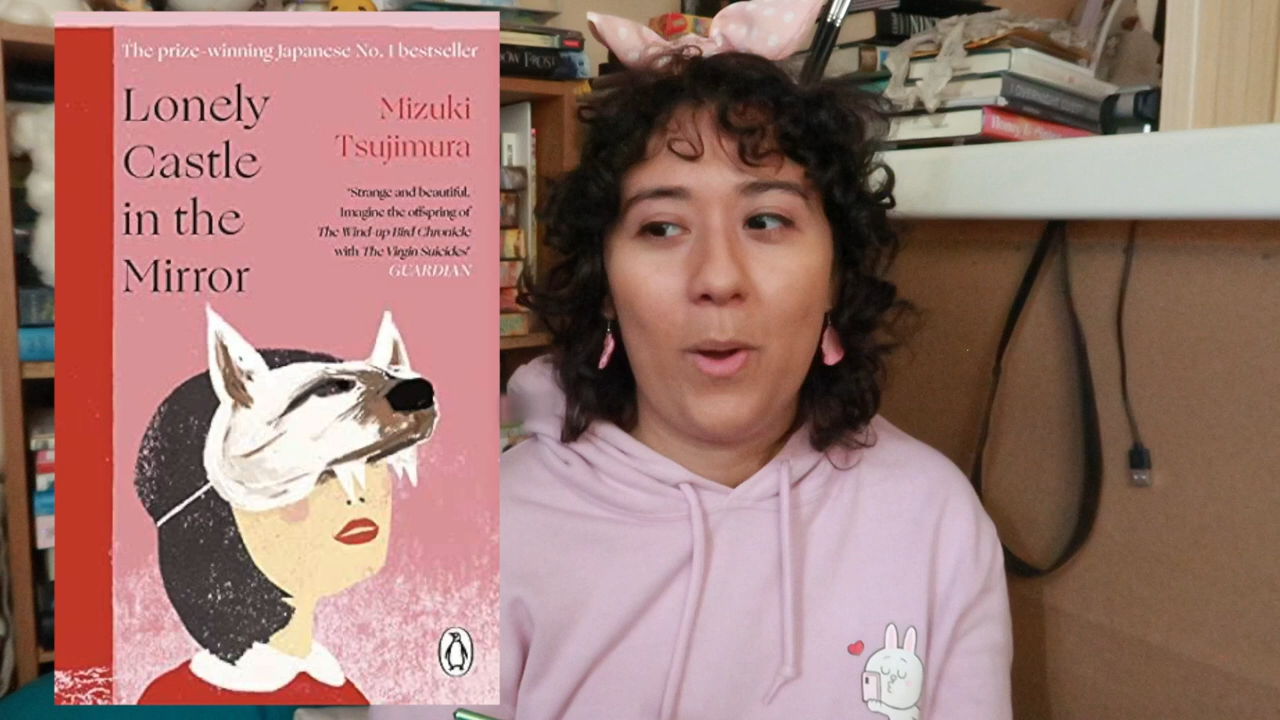 The prize-winning Japanese No. 1 bestseller
Lonely
Castle
in the
Mirror
Mizuki
Tsujimura
'Strange and beautiful.
Imagine the offspring of
The Wind-up Bird Chronicle
with The Virgin Suicides'
GUARDIAN